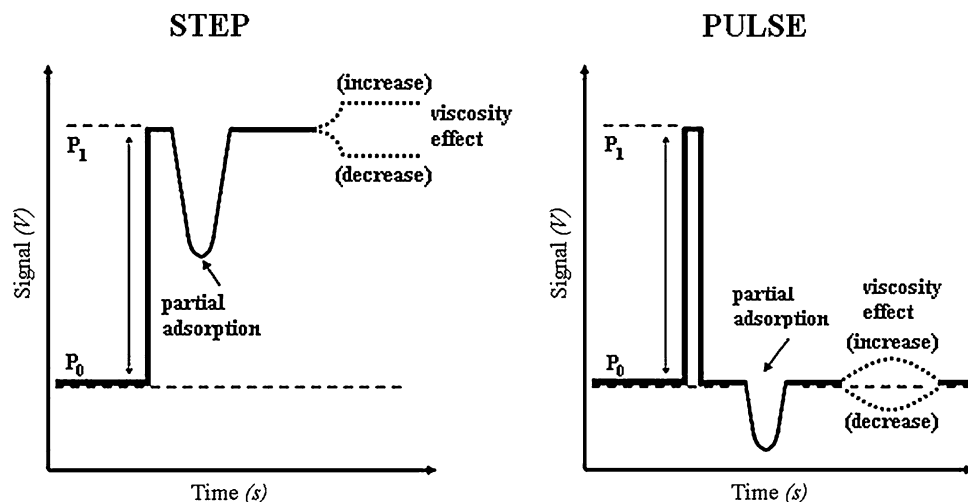 STEP
(increase)
viscosity
effect
(decrease)
P1
P0
partial
adsorption
Signal (V)
Time (s)
PULSE
P1
P0
partial
adsorption
viscosity
effect
(increase)
(decrease)
Signal (V)
Time (s)